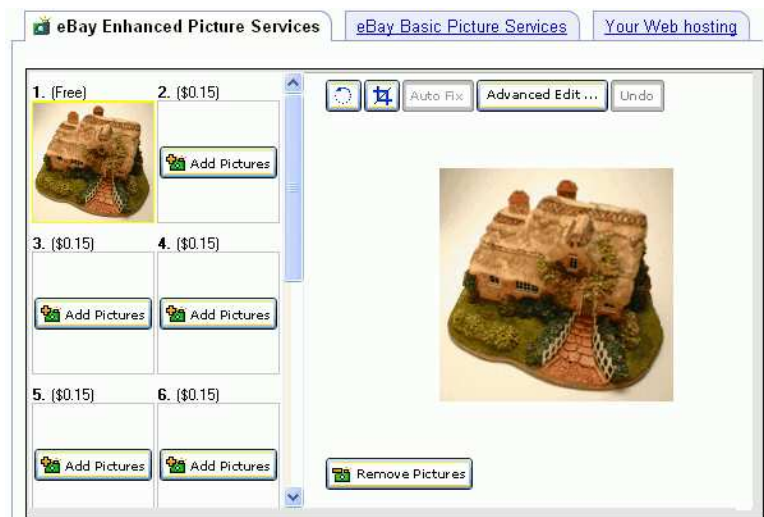 eBay Enhanced Picture Services
eBay Basic Picture Services
Your Web hosting
1. (Free)
2. ($0.15)
Add Pictures
3. ($0.15)
4. ($0.15)
Add Pictures
Add Pictures
5. ($0.15)
6. ($0.15)
Add Pictures
Add Pictures
Auto Fix
Advanced Edit ...
Undo
Remove Pictures